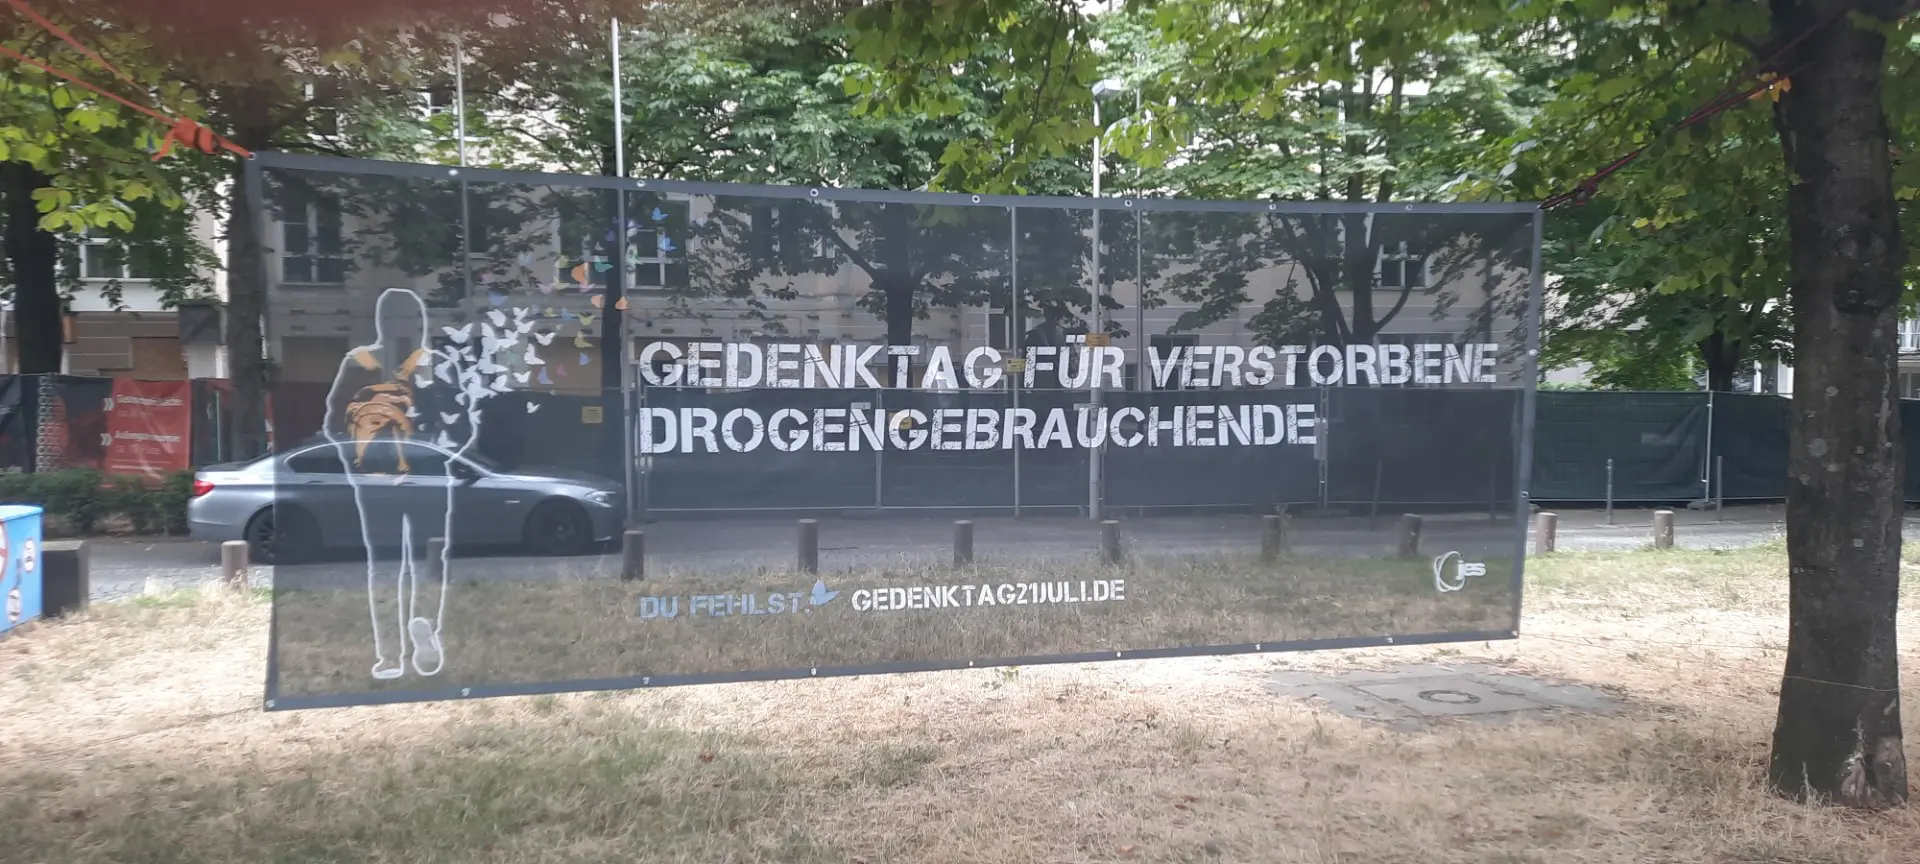 GEDENKTAG FÜR VERSTORBENE
DROGENGEBRAUCHENDE
DU FEHLST. GEDENKTAG21JULI.DE
jes